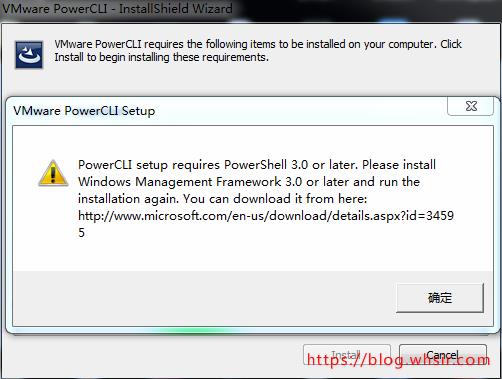 VMware PowerCLI - InstallShield Wizard
VMware PowerCLI requires the following items to be installed on your computer. Click
Install to begin installing these requirements.
VMware PowerCLI Setup
PowerCLI setup requires PowerShell 3.0 or later. Please install
Windows Management Framework 3.0 or later and run the
installation again. You can download it from here:
http://www.microsoft.com/en-us/download/details.aspx?id=3459
5
确定
Install
Cancel
https://blog.whsir.com